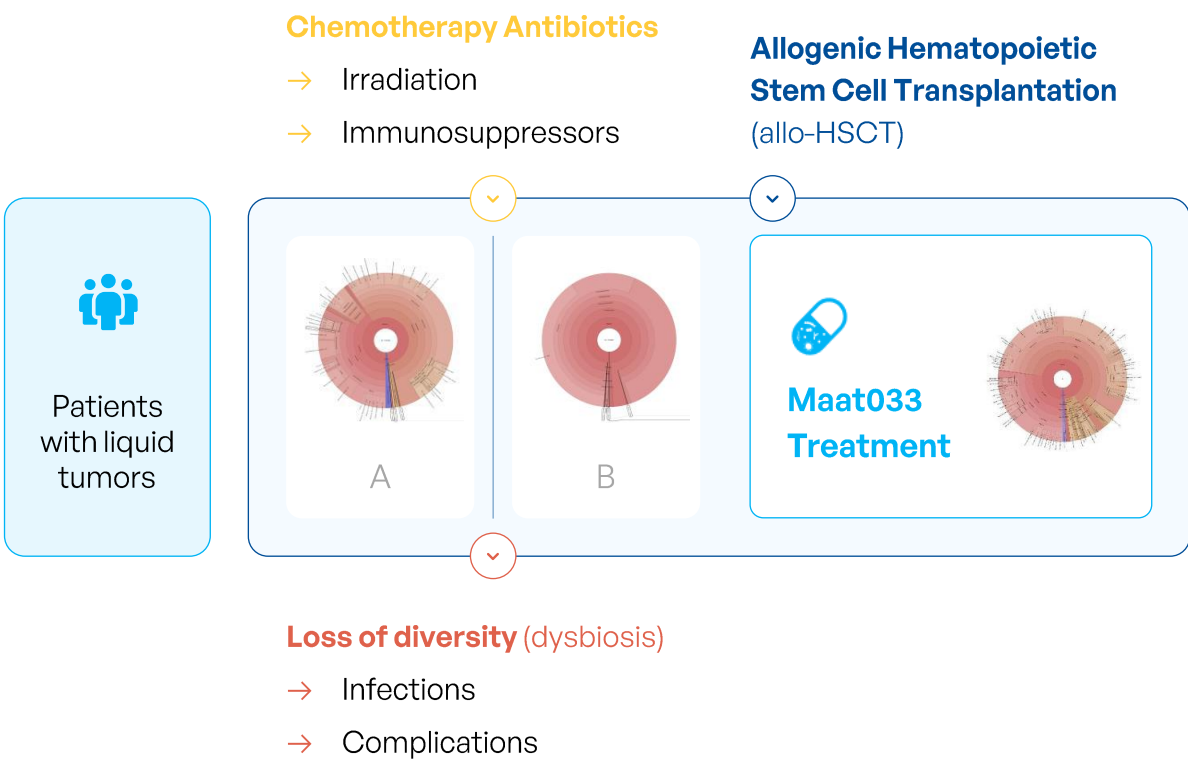 Chemotherapy Antibiotics
Irradiation
Immunosuppressors
Allogenic Hematopoietic
Stem Cell Transplantation
(allo-HSCT)
Patients
with liquid
tumors
A
B
Maat033
Treatment
Loss of diversity (dysbiosis)
Infections
Complications